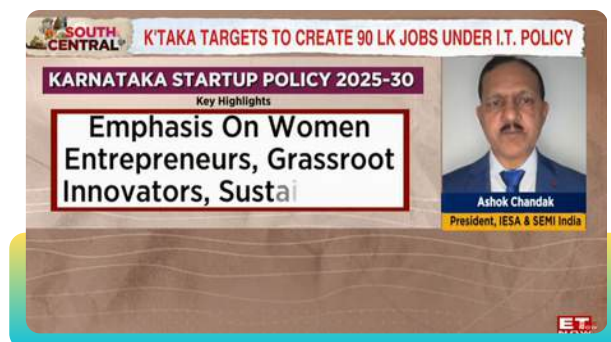 SOUTH CENTRAL
K'TAKA TARGETS TO CREATE 90 LK JOBS UNDER I.T. POLICY
KARNATAKA STARTUP POLICY 2025-30
Key Highlights
Emphasis On Women
Entrepreneurs, Grassroot
Innovators, Sustai
Ashok Chandak
President, IESA & SEMI India
ET
NOW